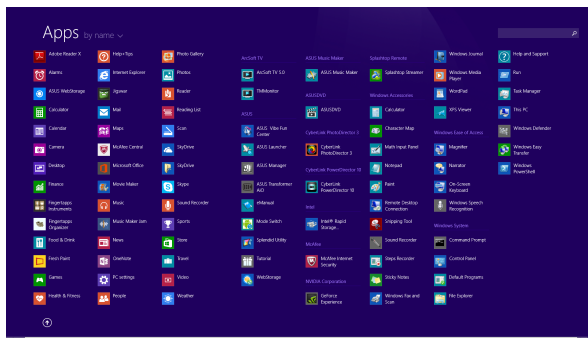 Apps by name
Adobe Reader X
Alarms
ASUS WebStorage
Calculator
Calendar
Camera
Desktop
Finance
Fingertapps Instruments
Fingertapps Organizer
Food & Drink
Fresh Paint
Games
Health & Fitness
Help+Tips
Internet Explorer
Jigswar
Mail
Maps
McAfee Central
Microsoft Office
Movie Maker
Music
Music Maker Jam
News
OneNote
PC settings
People
Photo Gallery
Photos
Reader
Reading List
Scan
SkyDrive
SkyDrive
Skype
Sound Recorder
Sports
Store
Travel
Video
Weather
ArcSoft TV
ArcSoft TV 5.0
TMMonitor
ASUS
ASUS Vibe Fun
Center
ASUS Launcher
ASUS Manager
ASUS Transformer
AiO
eManual
Mode Switch
Splendid Utility
Tutorial
WebStorage
ASUS Music Maker
ASUS Music Maker
ASUSDVD
ASUSDVD
CyberLink PhotoDirector 3
CyberLink
PhotoDirector 3
CyberLink PowerDirector 10
CyberLink
PowerDirector 10
Intel
Intel® Rapid
Storage...
McAfee
McAfee Internet
Security
NVIDIA Corporation
GeForce
Experience
Splashtop Remote
Splashtop Streamer
Windows Accessories
Calculator
Character Map
Math Input Panel
Notepad
Paint
Remote Desktop
Connection
Snipping Tool
Sound Recorder
Steps Recorder
Sticky Notes
Windows Fax and
Scan
Windows Journal
Windows Media
Player
WordPad
XPS Viewer
Windows Ease of Access
Magnifier
Narrator
On-Screen
Keyboard
Windows Speech
Recognition
Windows System
Command Prompt
Control Panel
Default Programs
File Explorer
Help and Support
Run
Task Manager
This PC
Windows Defender
Windows Easy
Transfer
Windows
PowerShell